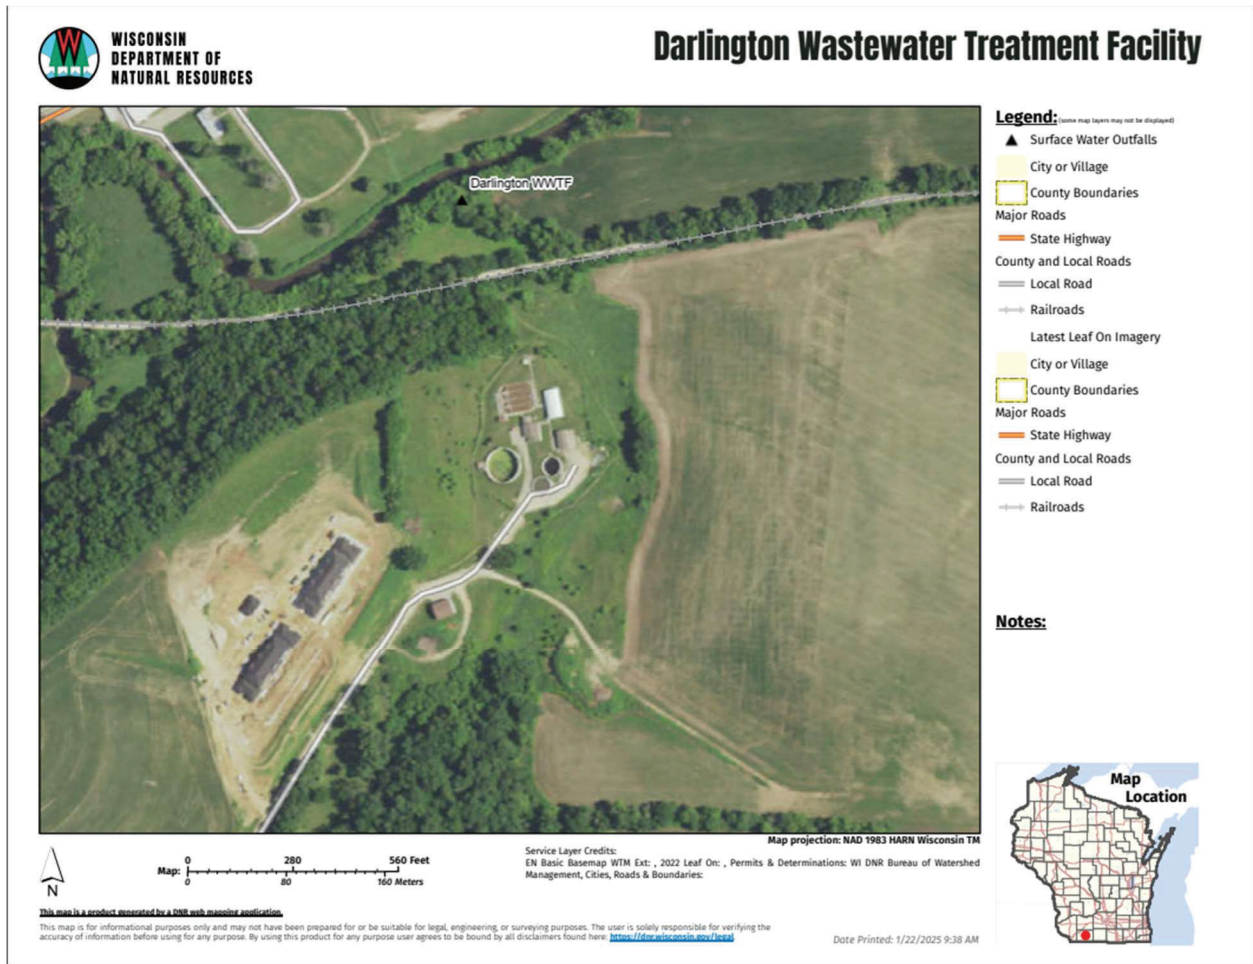 WISCONSIN
DEPARTMENT OF
NATURAL RESOURCES
Darlington Wastewater Treatment Facility
Darlington WWTF
Legend: (some map layers may not be displayed)
Surface Water Outfalls
City or Village
County Boundaries
Major Roads
State Highway
County and Local Roads
Local Road
Railroads
Latest Leaf On Imagery
City or Village
County Boundaries
Major Roads
State Highway
County and Local Roads
Local Road
Railroads
Notes:
Map
Location
Map projection: NAD 1983 HARN Wisconsin TM
N
Map:
0 280 560 Feet
0 80 160 Meters
Service Layer Credits:
EN Basic Basemap WTM Ext: , 2022 Leaf On: , Permits & Determinations: WI DNR Bureau of Watershed
Management, Cities, Roads & Boundaries:
This map is a product generated by a DNR web mapping application.
This map is for informational purposes only and may not have been prepared for or be suitable for legal, engineering, or surveying purposes. The user is solely responsible for verifying the
accuracy of information before using for any purpose. By using this product for any purpose user agrees to be bound by all disclaimers found here: https://dnr.wisconsin.gov/legal.
Date Printed: 1/22/2025 9:38 AM